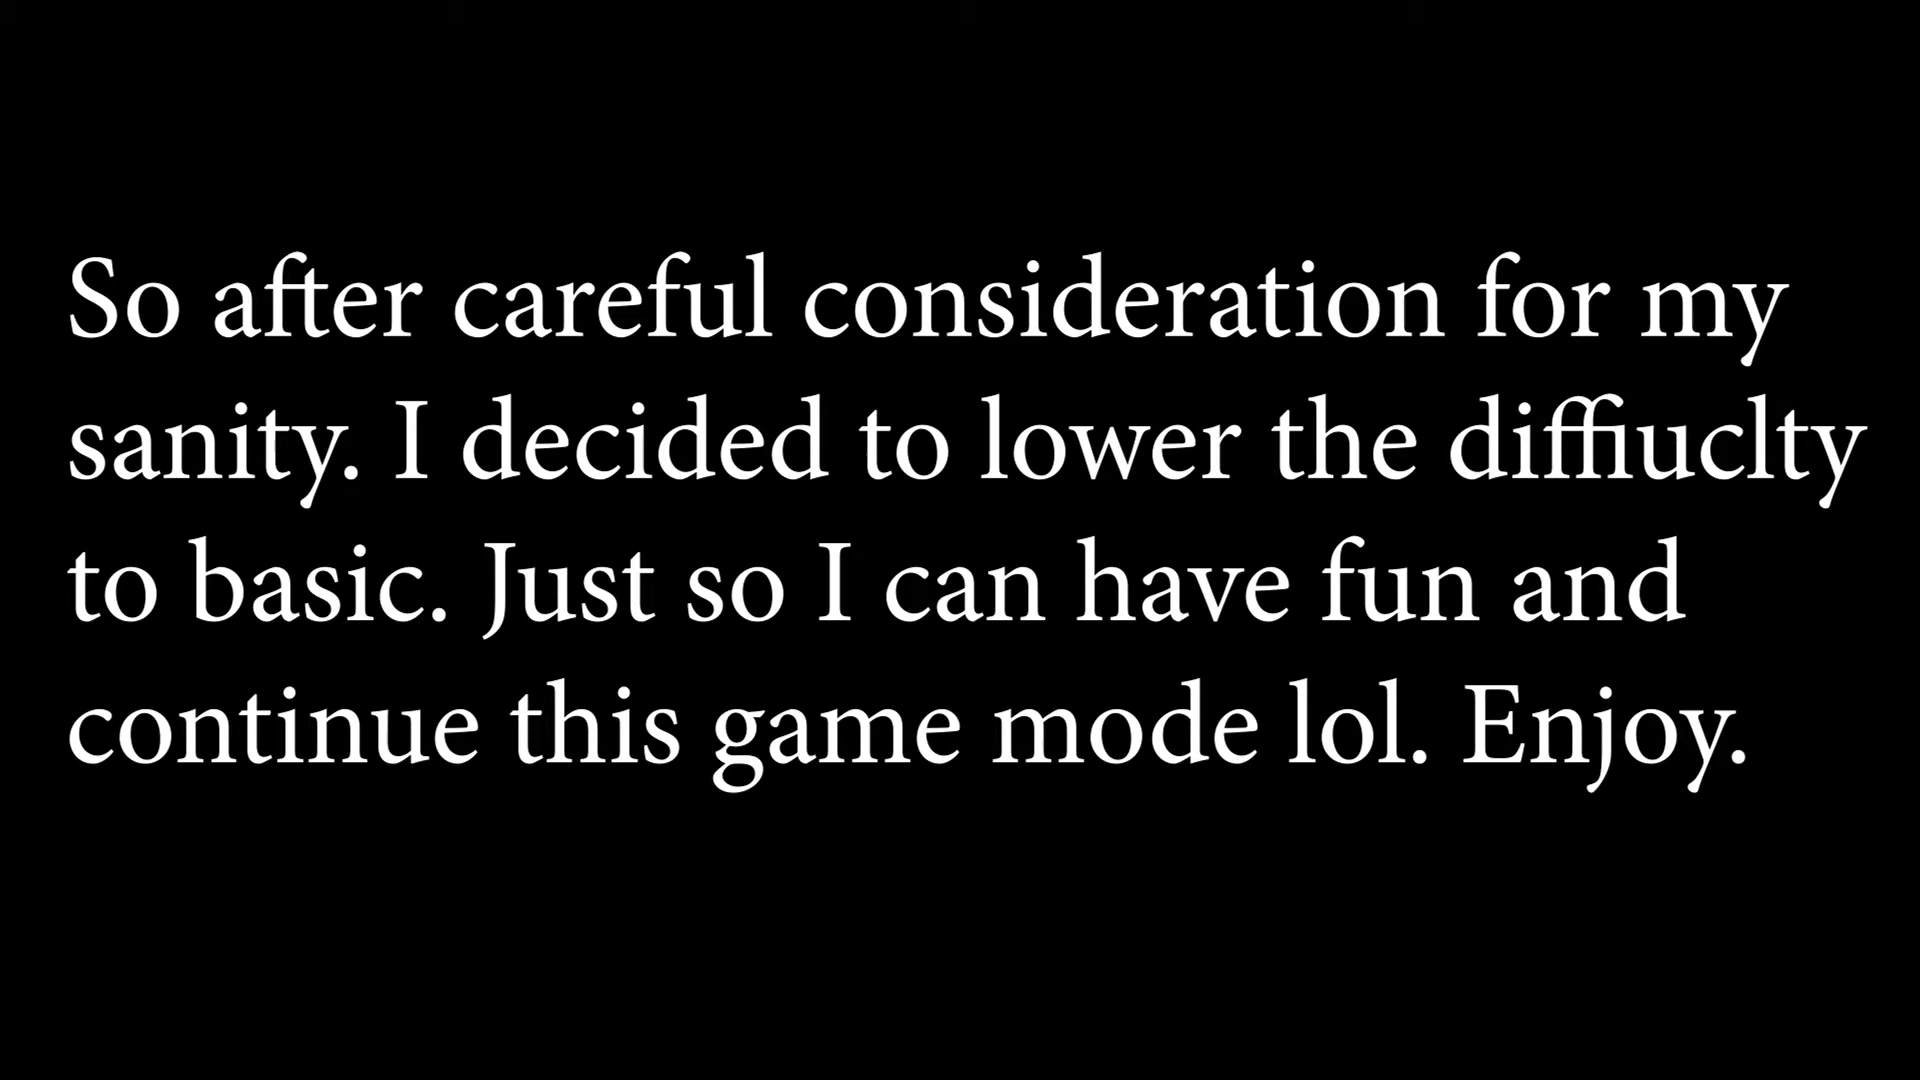 So after careful consideration for my
sanity. I decided to lower the diffiuclty
to basic. Just so I can have fun and
continue this game mode lol. Enjoy.